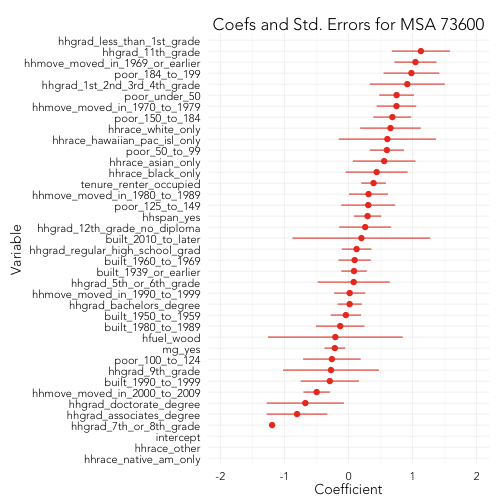 Coefs and Std. Errors for MSA 73600
hhgrad_less_than_1st_grade
hhgrad_11th_grade
hhmove_moved_in_1969_or_earlier
poor_184_to_199
hhgrad_1st_2nd_3rd_4th_grade
poor_under_50
hhmove_moved_in_1970_to_1979
poor_150_to_184
hhrace_white_only
hhrace_hawaiian_pac_isl_only
poor_50_to_99
hhrace_asian_only
hhrace_black_only
tenure_renter_occupied
hhmove_moved_in_1980_to_1989
poor_125_to_149
hhspan_yes
hhgrad_12th_grade_no_diploma
built_2010_to_later
hhgrad_regular_high_school_grad
built_1960_to_1969
built_1939_or_earlier
hhgrad_5th_or_6th_grade
hhmove_moved_in_1990_to_1999
hhgrad_bachelors_degree
built_1950_to_1959
built_1980_to_1989
hfuel_wood
mg_yes
poor_100_to_124
hhgrad_9th_grade
built_1990_to_1999
hhmove_moved_in_2000_to_2009
hhgrad_doctorate_degree
hhgrad_associates_degree
hhgrad_7th_or_8th_grade
intercept
hhrace_other
hhrace_native_am_only
Variable
-2 -1 0 1 2
Coefficient